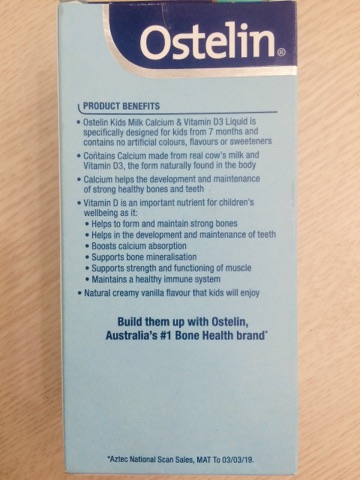 Ostelin®
PRODUCT BENEFITS
• Ostelin Kids Milk Calcium & Vitamin D3 Liquid is
specifically designed for kids from 7 months and
contains no artificial colours, flavours or sweeteners
• Contains Calcium made from real cow's milk and
Vitamin D3, the form naturally found in the body
• Calcium helps the development and maintenance
of strong healthy bones and teeth
• Vitamin D is an important nutrient for children's
wellbeing as it:
• Helps to form and maintain strong bones
• Helps in the development and maintenance of teeth
• Boosts calcium absorption
• Supports bone mineralisation
• Supports strength and functioning of muscle
• Maintains a healthy immune system
• Natural creamy vanilla flavour that kids will enjoy
Build them up with Ostelin,
Australia's #1 Bone Health brand*
*Aztec National Scan Sales, MAT To 03/03/19.